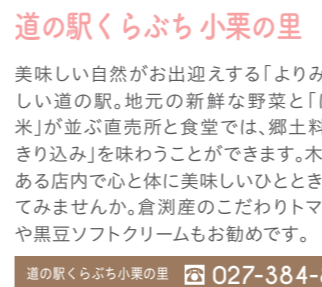 道の駅くらぶち 小栗の里
美味しい自然がお出迎えする「よりみ
しい道の駅。地元の新鮮な野菜と「
米」が並ぶ直売所と食堂では、郷土料
きり込み」を味わうことができます。木
ある店内で心と体に美味しいひととき
てみませんか。倉渕産のこだわりトマ
や黒豆ソフトクリームもお勧めです。
道の駅くらぶち小栗の里 ☎ 027-384-